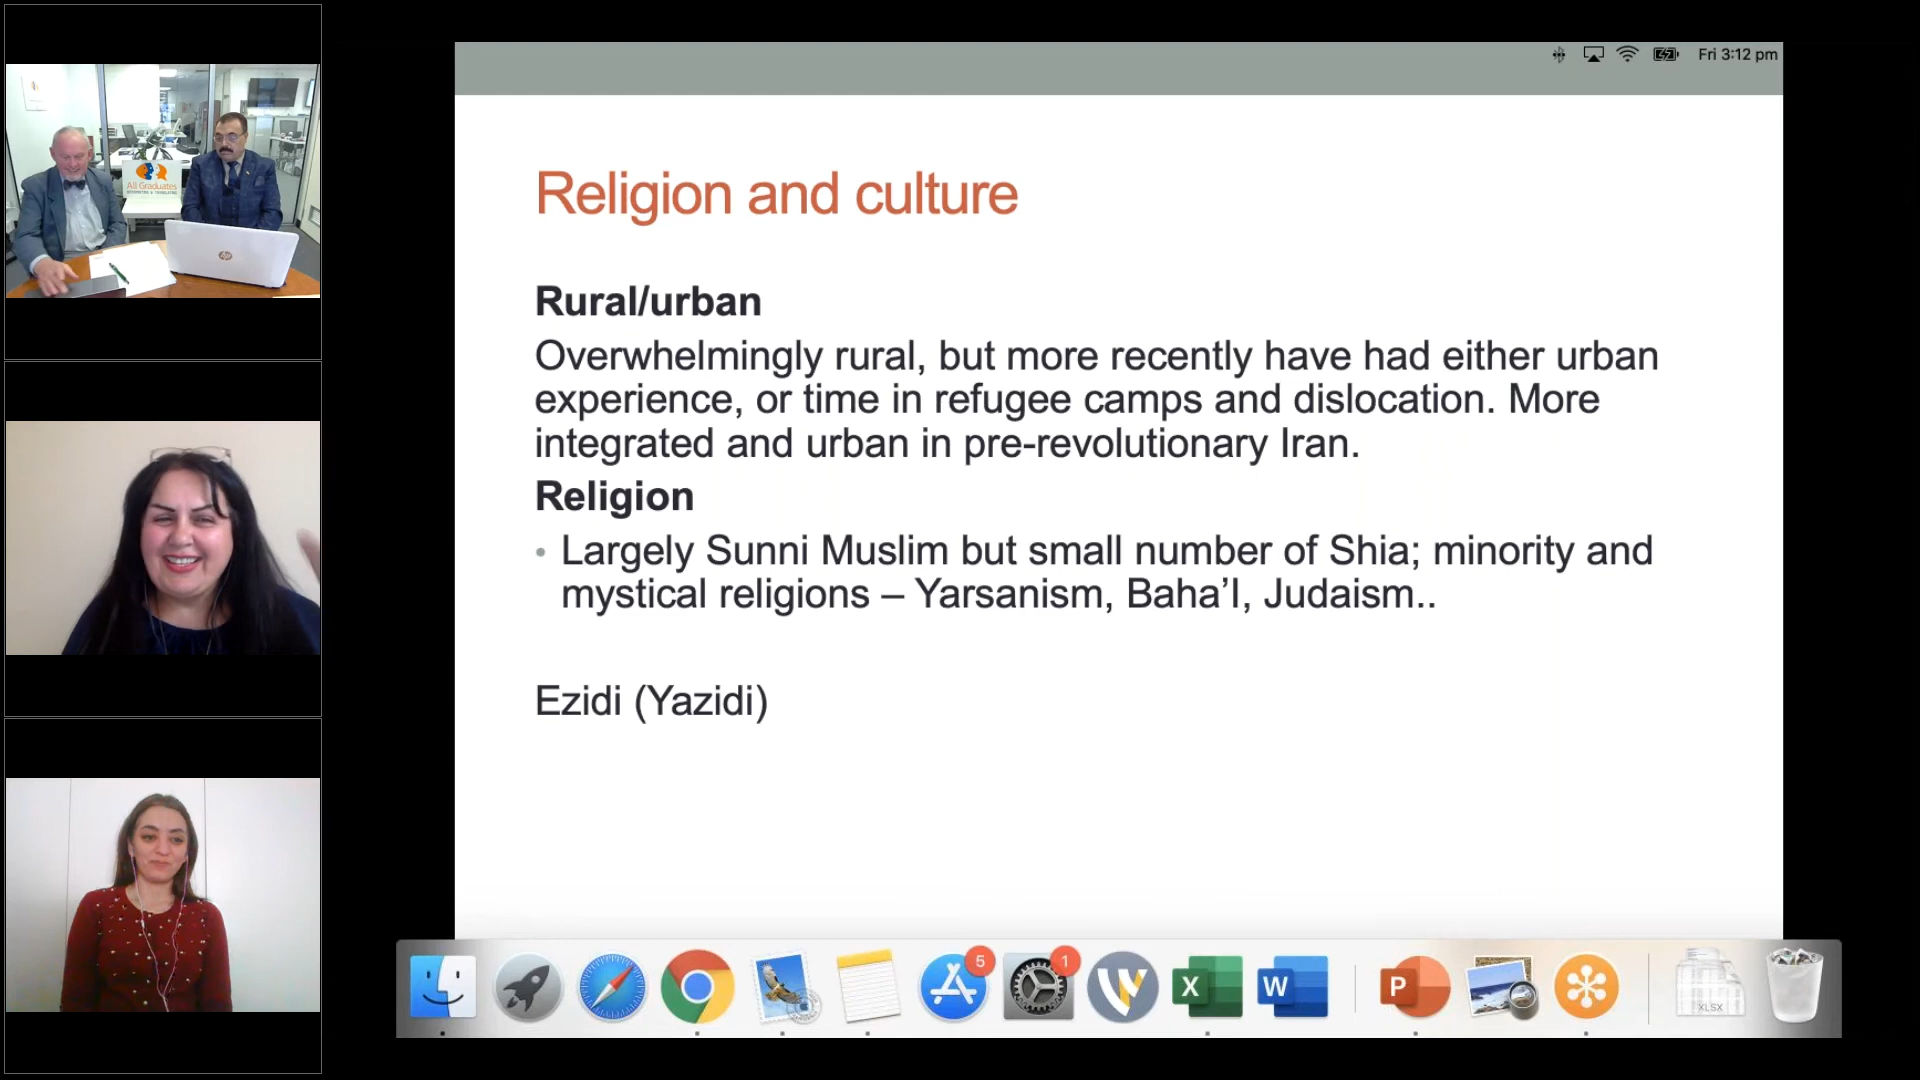 Fri 3:12 pm
All Graduates
INTERPRETING & TRANSLATING
hp
Religion and culture
Rural/urban
Overwhelmingly rural, but more recently have had either urban
experience, or time in refugee camps and dislocation. More
integrated and urban in pre-revolutionary Iran.
Religion
• Largely Sunni Muslim but small number of Shia; minority and
mystical religions – Yarsanism, Baha’I, Judaism..
Ezidi (Yazidi)
5
1
X
W
P
XLSX